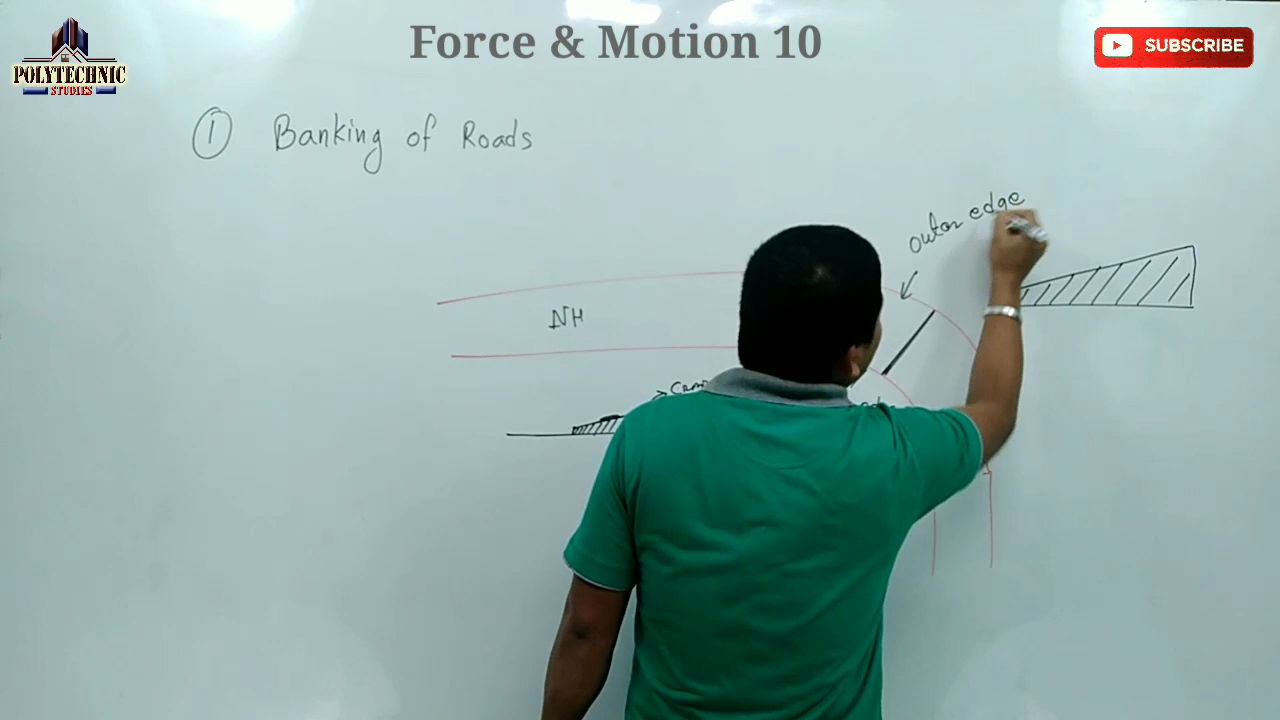 Force & Motion 10
SUBSCRIBE
POLYTECHNIC
STUDIES
① Banking of Roads
outer edge
NH